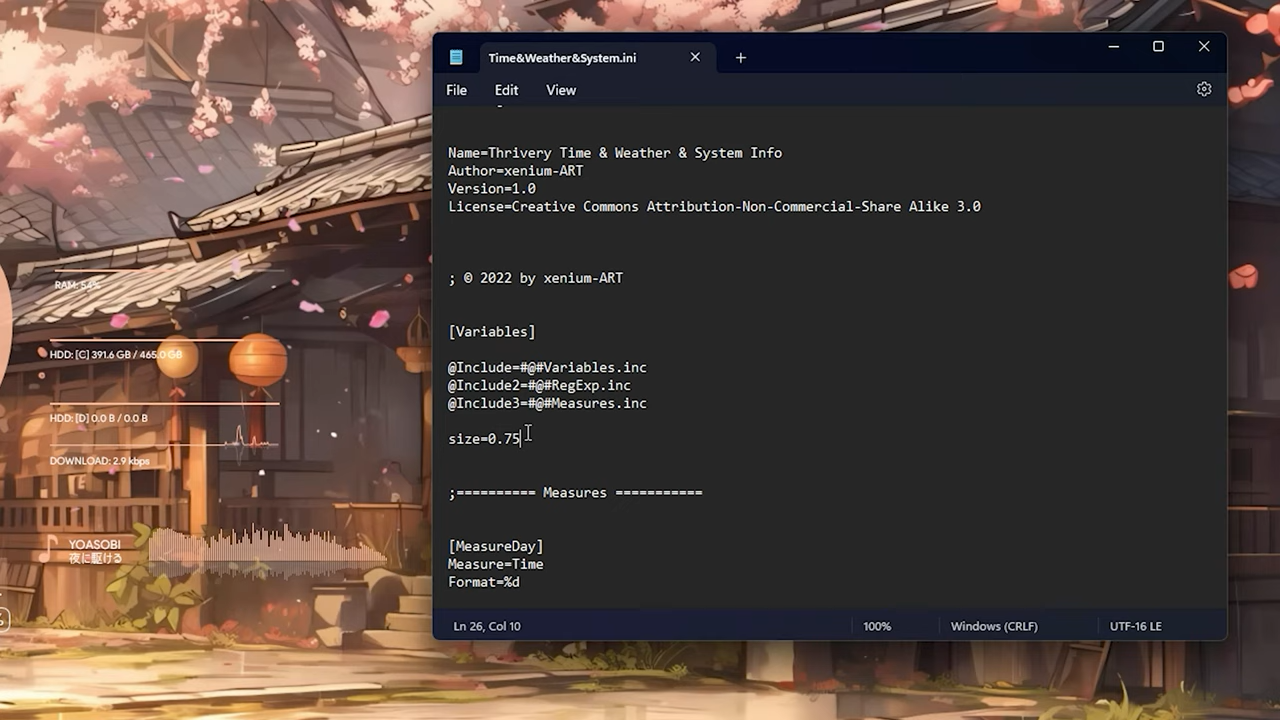 Time&Weather&System.ini
File Edit View
Name=Thrivery Time & Weather & System Info
Author=xenium-ART
Version=1.0
License=Creative Commons Attribution-Non-Commercial-Share Alike 3.0
; © 2022 by xenium-ART
[Variables]
@Include=#@#Variables.inc
@Include2=#@#RegExp.inc
@Include3=#@#Measures.inc
size=0.75
;========== Measures ===========
[MeasureDay]
Measure=Time
Format=%d
Ln 26, Col 10
100%
Windows (CRLF)
UTF-16 LE
RAM: 54%
HDD: [C] 391.6 GB / 465.0 GB
HDD: [D] 0.0 B / 0.0 B
DOWNLOAD: 2.9 kbps
YOASOBI
夜に駆ける